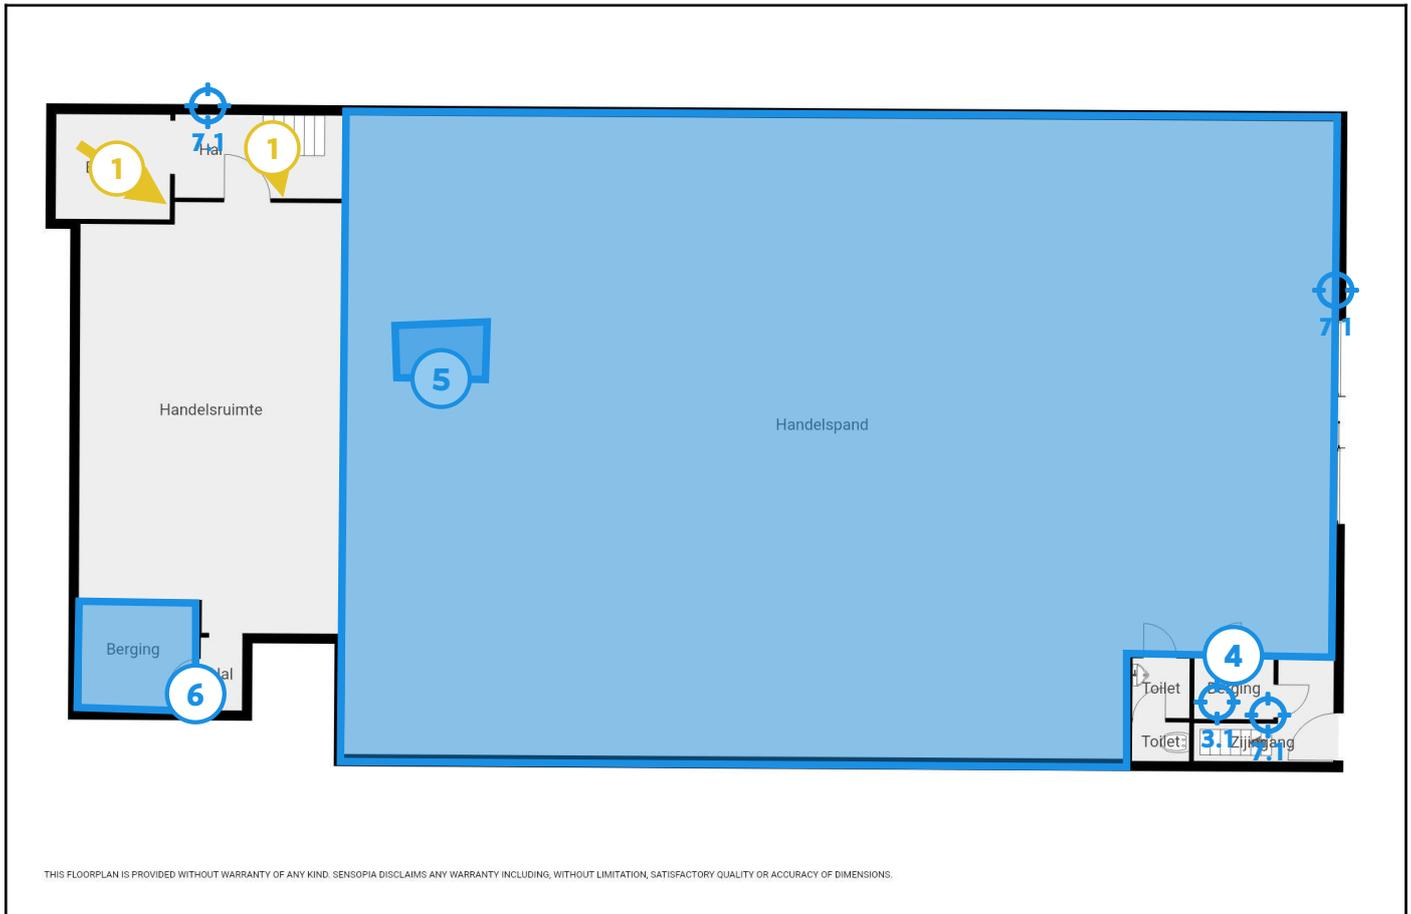 7.1
Hal
1
1
7.1
5
Handelsruimte
Handelspand
Berging
6
4
Toilet
Berging
3.1
Toilet
Zijingang
7.1
THIS FLOORPLAN IS PROVIDED WITHOUT WARRANTY OF ANY KIND. SENSOPIA DISCLAIMS ANY WARRANTY INCLUDING, WITHOUT LIMITATION, SATISFACTORY QUALITY OR ACCURACY OF DIMENSIONS.